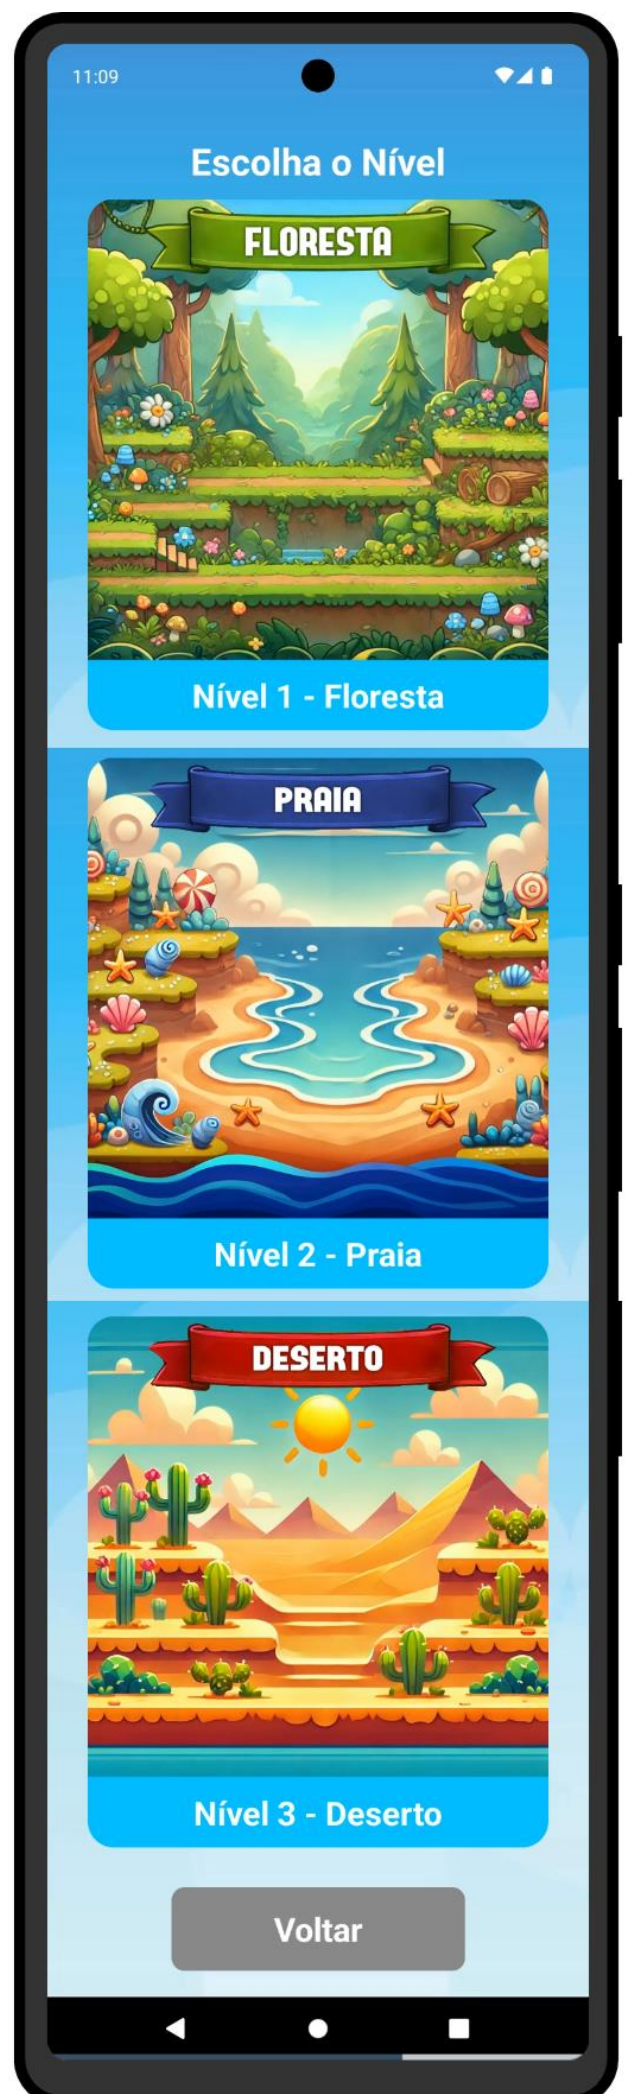 11:09
Escolha o Nível
FLORESTA
Nível 1 - Floresta
PRAIA
Nível 2 - Praia
DESERTO
Nível 3 - Deserto
Voltar